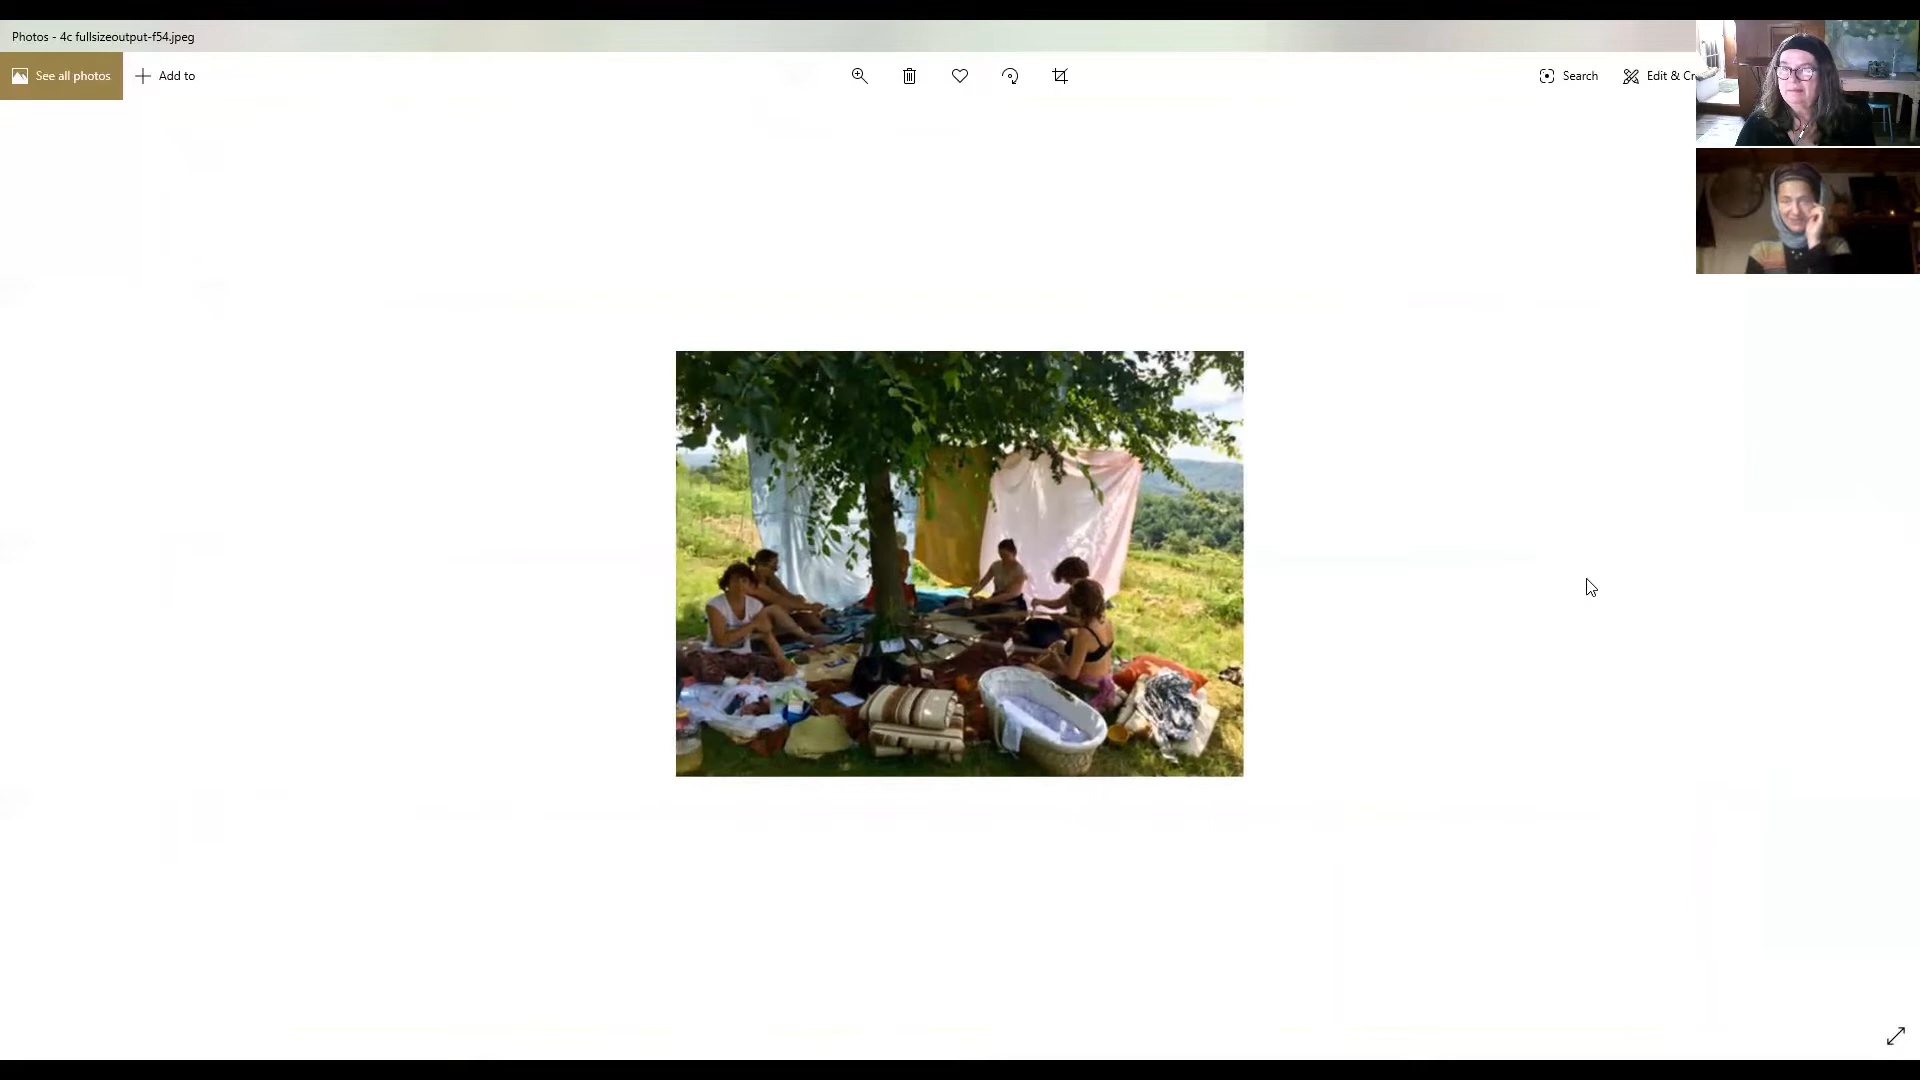 Photos - 4c fullsizeoutput-f54.jpeg
See all photos
Add to
Search
Edit & Cr